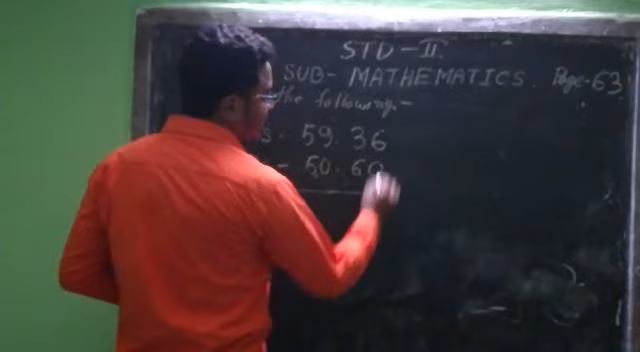 STD - II
SUB - MATHEMATICS. Page - 63
the following -
s. 59. 36
- 50. 60